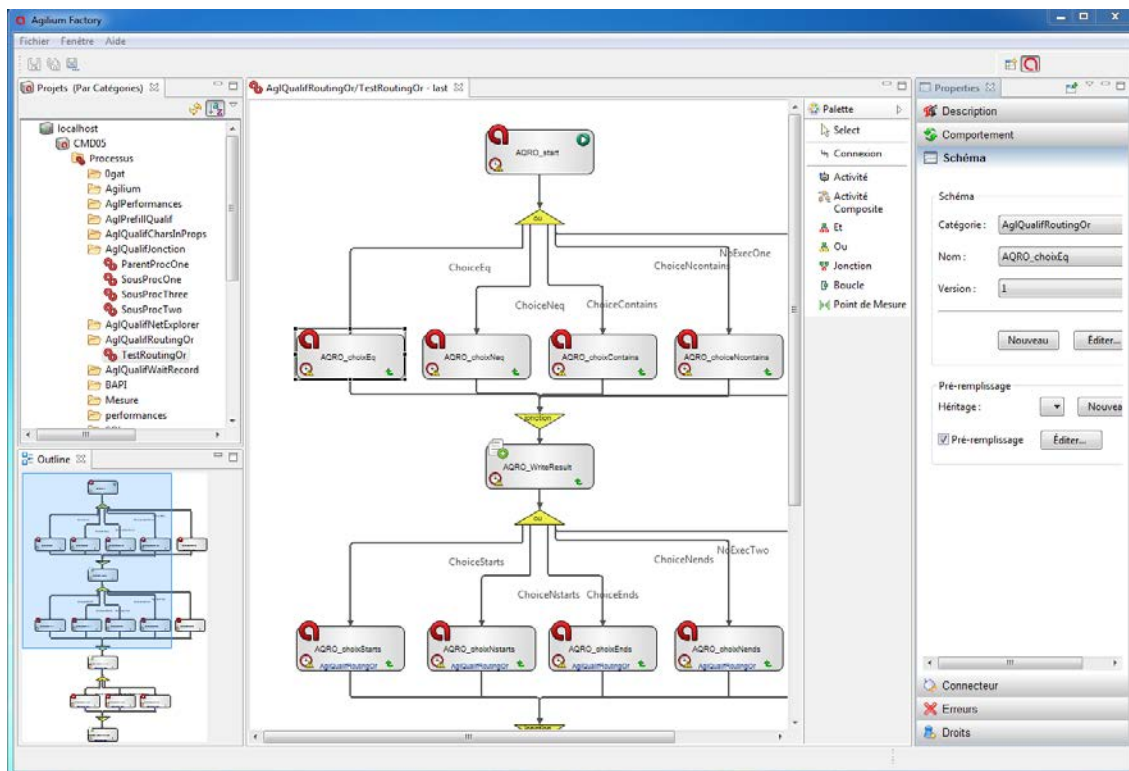 Agilium Factory
Fichier Fenêtre Aide
Projets (Par Catégories)
localhost
CMD05
Processus
0gat
Agilium
AglPerformances
AglPrefillQualif
AglQualifCharsInProps
AglQualifJonction
ParentProcOne
SousProcOne
SousProcThree
SousProcTwo
AglQualifNetExplorer
AglQualifRoutingOr
TestRoutingOr
AglQualifWaitRecord
BAPI
Mesure
performances
Outline
AglQualifRoutingOr/TestRoutingOr - last
AQRO_start
ou
NoExecOne
ChoiceEq
ChoiceNcontains
ChoiceNeq
ChoiceContains
AQRO_choixEq
AQRO_choixNeq
AQRO_choixContains
AQRO_choiceNcontains
jonction
AQRO_WriteResult
ou
NoExecTwo
ChoiceStarts
ChoiceNends
ChoiceNstarts
ChoiceEnds
AQRO_choixStarts
AQRO_choixNstarts
AQRO_choixEnds
AQRO_choixNends
AglQualifRoutingOr
AglQualifRoutingOr
AglQualifRoutingOr
AglQualifRoutingOr
Palette
Select
Connexion
Activité
Activité
Composite
Et
Ou
Jonction
Boucle
Point de Mesure
Properties
Description
Comportement
Schéma
Schéma
Catégorie : AglQualifRoutingOr
Nom : AQRO_choixEq
Version : 1
Nouveau Éditer...
Pré-remplissage
Héritage : Nouvea
Pré-remplissage Éditer...
Connecteur
Erreurs
Droits